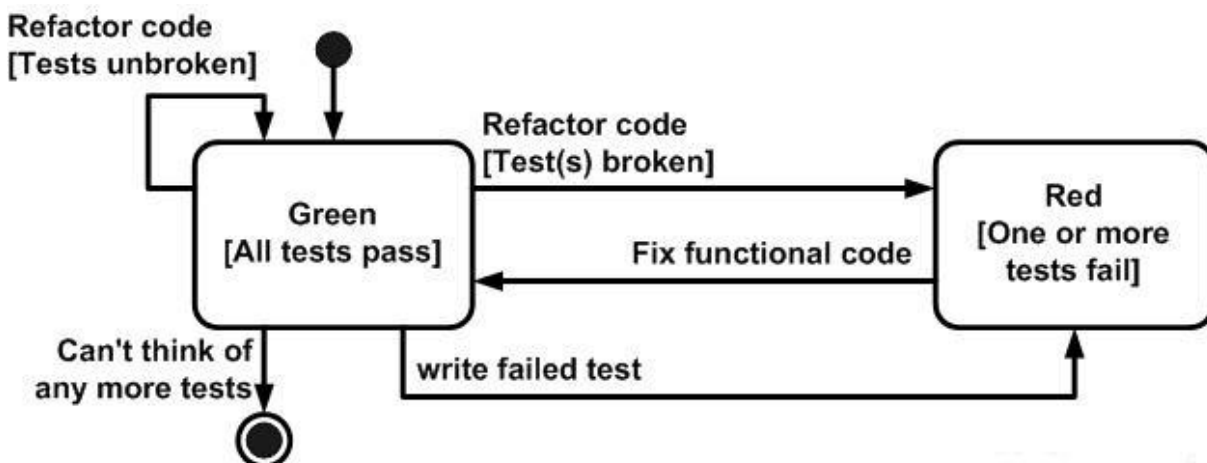 Refactor code
[Tests unbroken]
Refactor code
[Test(s) broken]
Green
[All tests pass]
Red
[One or more
tests fail]
Fix functional code
Can't think of
any more tests
write failed test